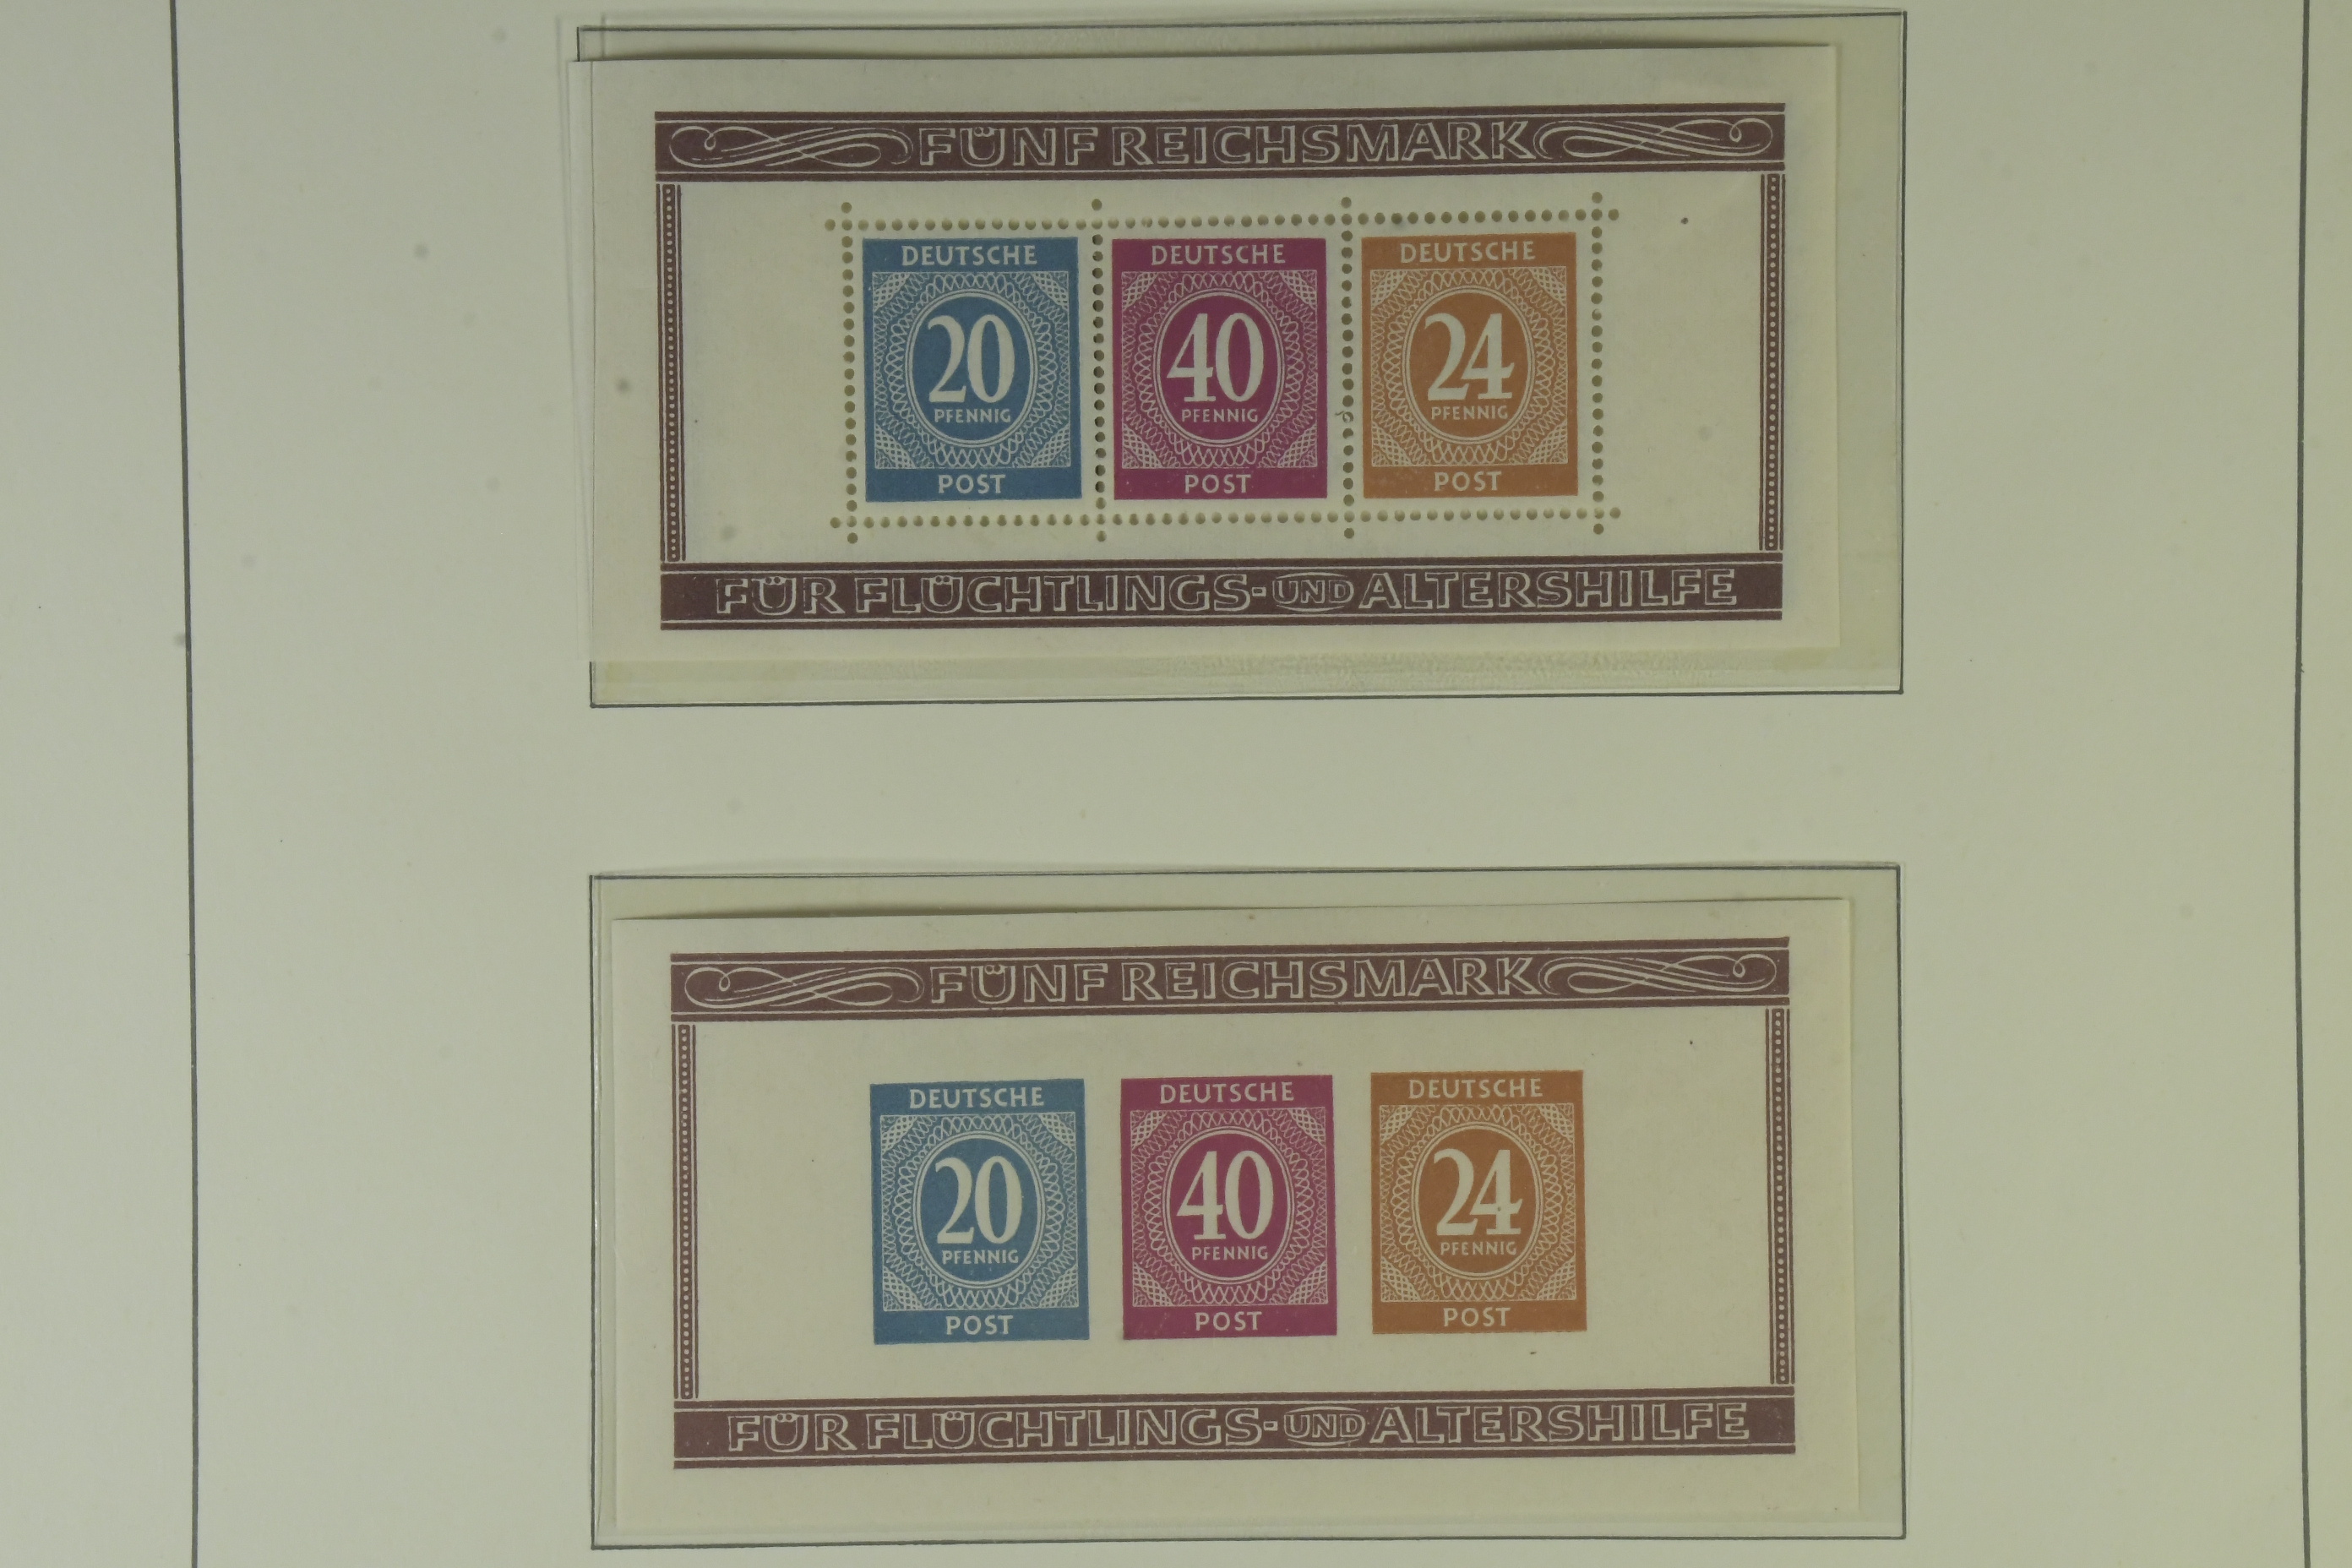 FÜNF REICHSMARK
DEUTSCHE DEUTSCHE DEUTSCHE
20 40 24
PFENNIG PFENNIG PFENNIG
POST POST POST
FÜR FLÜCHTLINGS- UND ALTERSHILFE
FÜNF REICHSMARK
DEUTSCHE DEUTSCHE DEUTSCHE
20 40 24
PFENNIG PFENNIG PFENNIG
POST POST POST
FÜR FLÜCHTLINGS- UND ALTERSHILFE